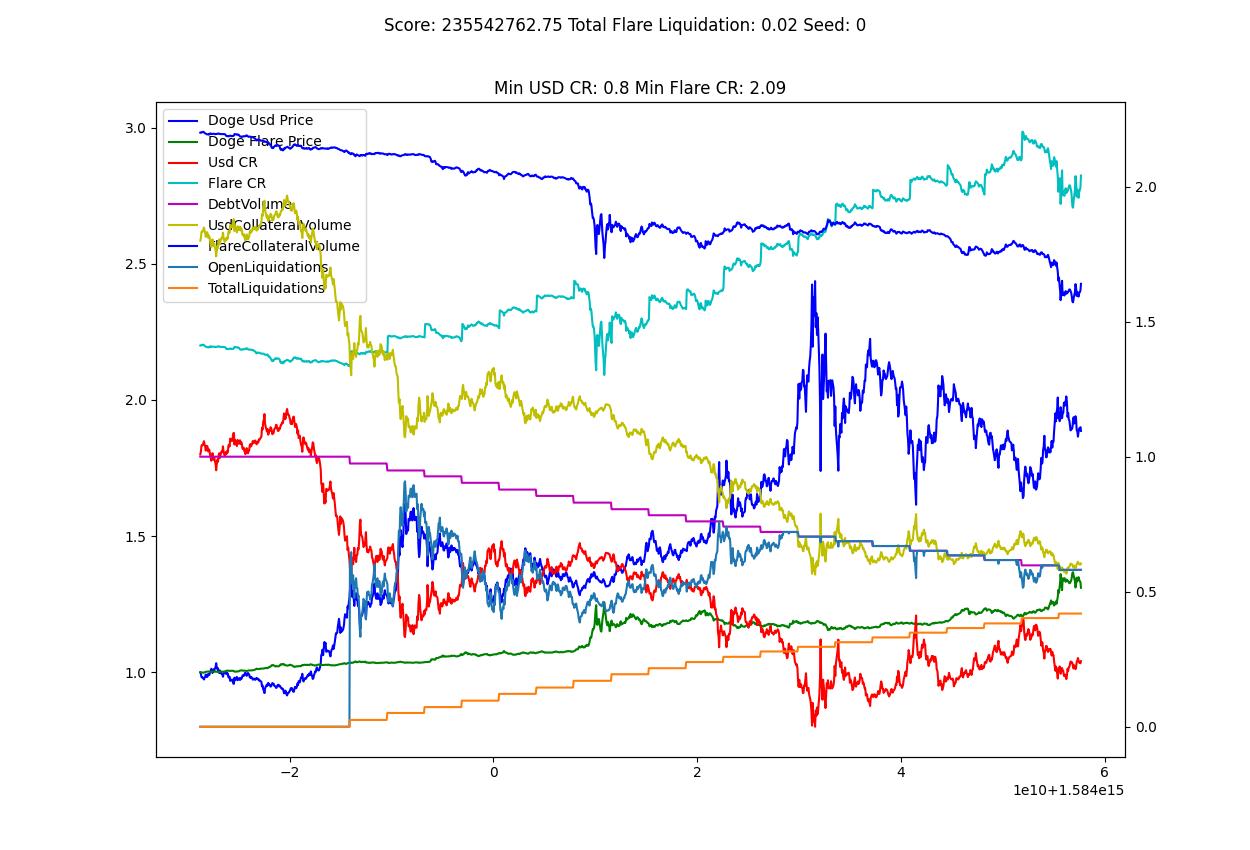 Score: 235542762.75 Total Flare Liquidation: 0.02 Seed: 0
Min USD CR: 0.8 Min Flare CR: 2.09
Doge Usd Price
Doge Flare Price
Usd CR
Flare CR
DebtVolume
UsdCollateralVolume
FlareCollateralVolume
OpenLiquidations
TotalLiquidations
3.0
2.5
2.0
1.5
1.0
2.0
1.5
1.0
0.5
0.0
−2
0
2
4
6
1e10+1.584e15